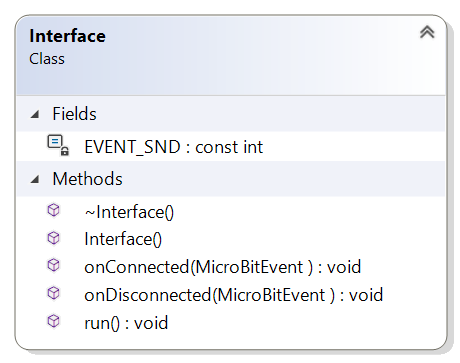 Interface
Class
Fields
EVENT_SND : const int
Methods
~Interface()
Interface()
onConnected(MicroBitEvent ) : void
onDisconnected(MicroBitEvent ) : void
run() : void